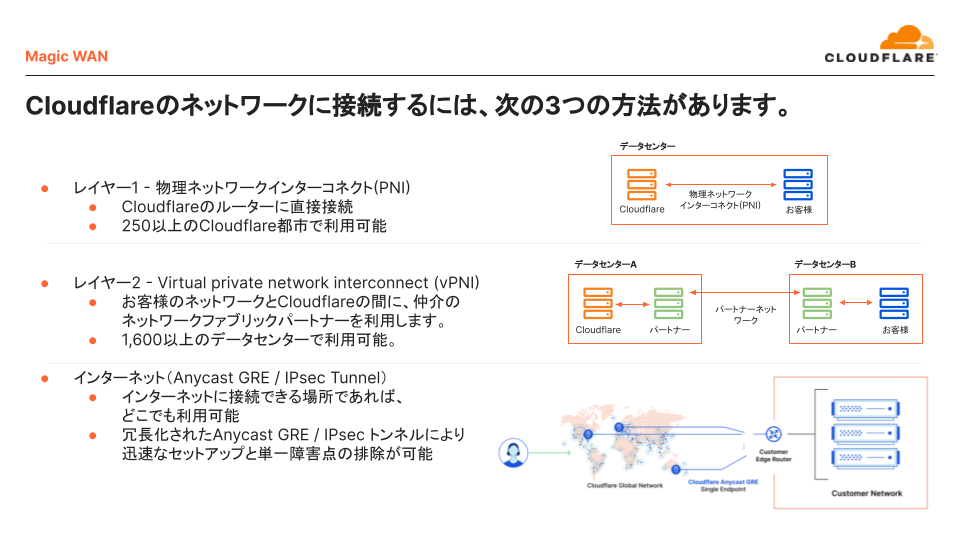 Magic WAN
CLOUDFLARE
Cloudflareのネットワークに接続するには、次の3つの方法があります。
レイヤー1 - 物理ネットワークインターコネクト(PNI)
Cloudflareのルーターに直接接続
250以上のCloudflare都市で利用可能
データセンター
Cloudflare
物理ネットワーク
インターコネクト(PNI)
お客様
レイヤー2 - Virtual private network interconnect (vPNI)
お客様のネットワークとCloudflareの間に、仲介の
ネットワークファブリックパートナーを利用します。
1,600以上のデータセンターで利用可能。
データセンターA
Cloudflare
パートナー
パートナーネット
ワーク
データセンターB
パートナー
お客様
インターネット（Anycast GRE / IPsec Tunnel）
インターネットに接続できる場所であれば、
どこでも利用可能
冗長化されたAnycast GRE / IPsec トンネルにより
迅速なセットアップと単一障害点の排除が可能
Cloudflare Global Network
Cloudflare Anycast GRE
Single Endpoint
Customer
Edge Router
Customer Network